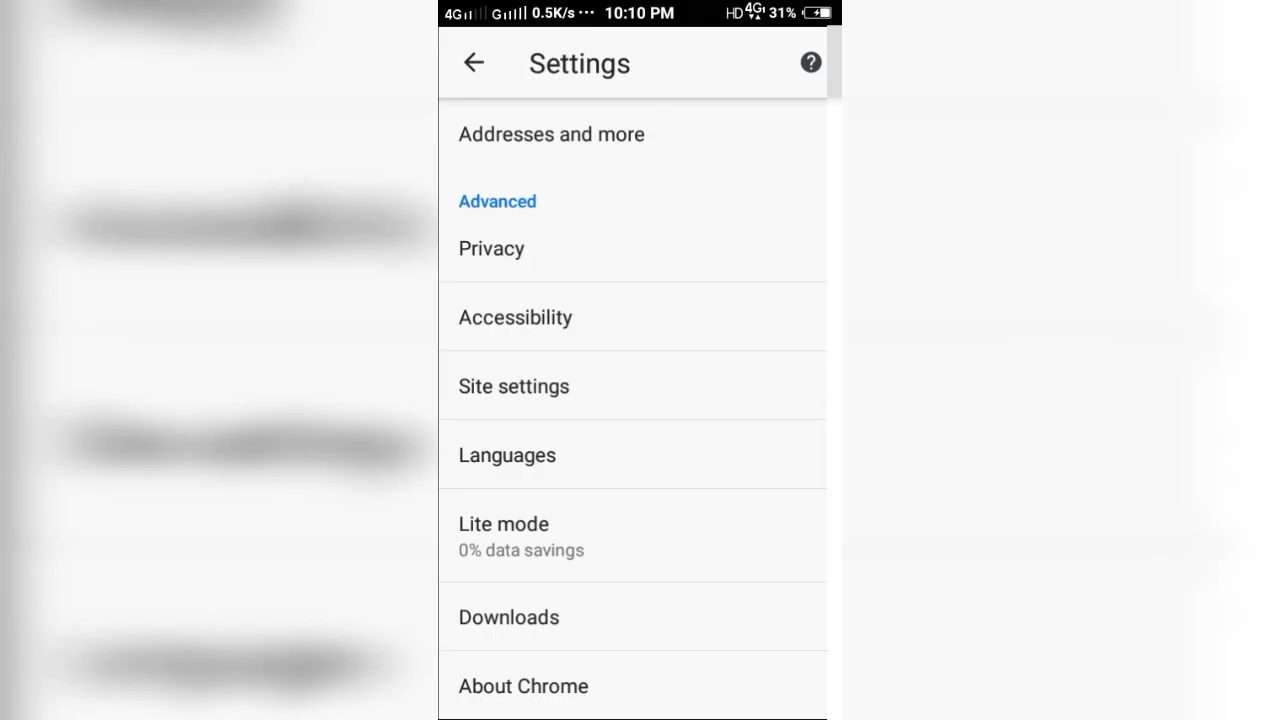 4G G 0.5K/s ··· 10:10 PM HD 4G 31%
Settings
Addresses and more
Advanced
Privacy
Accessibility
Site settings
Languages
Lite mode
0% data savings
Downloads
About Chrome